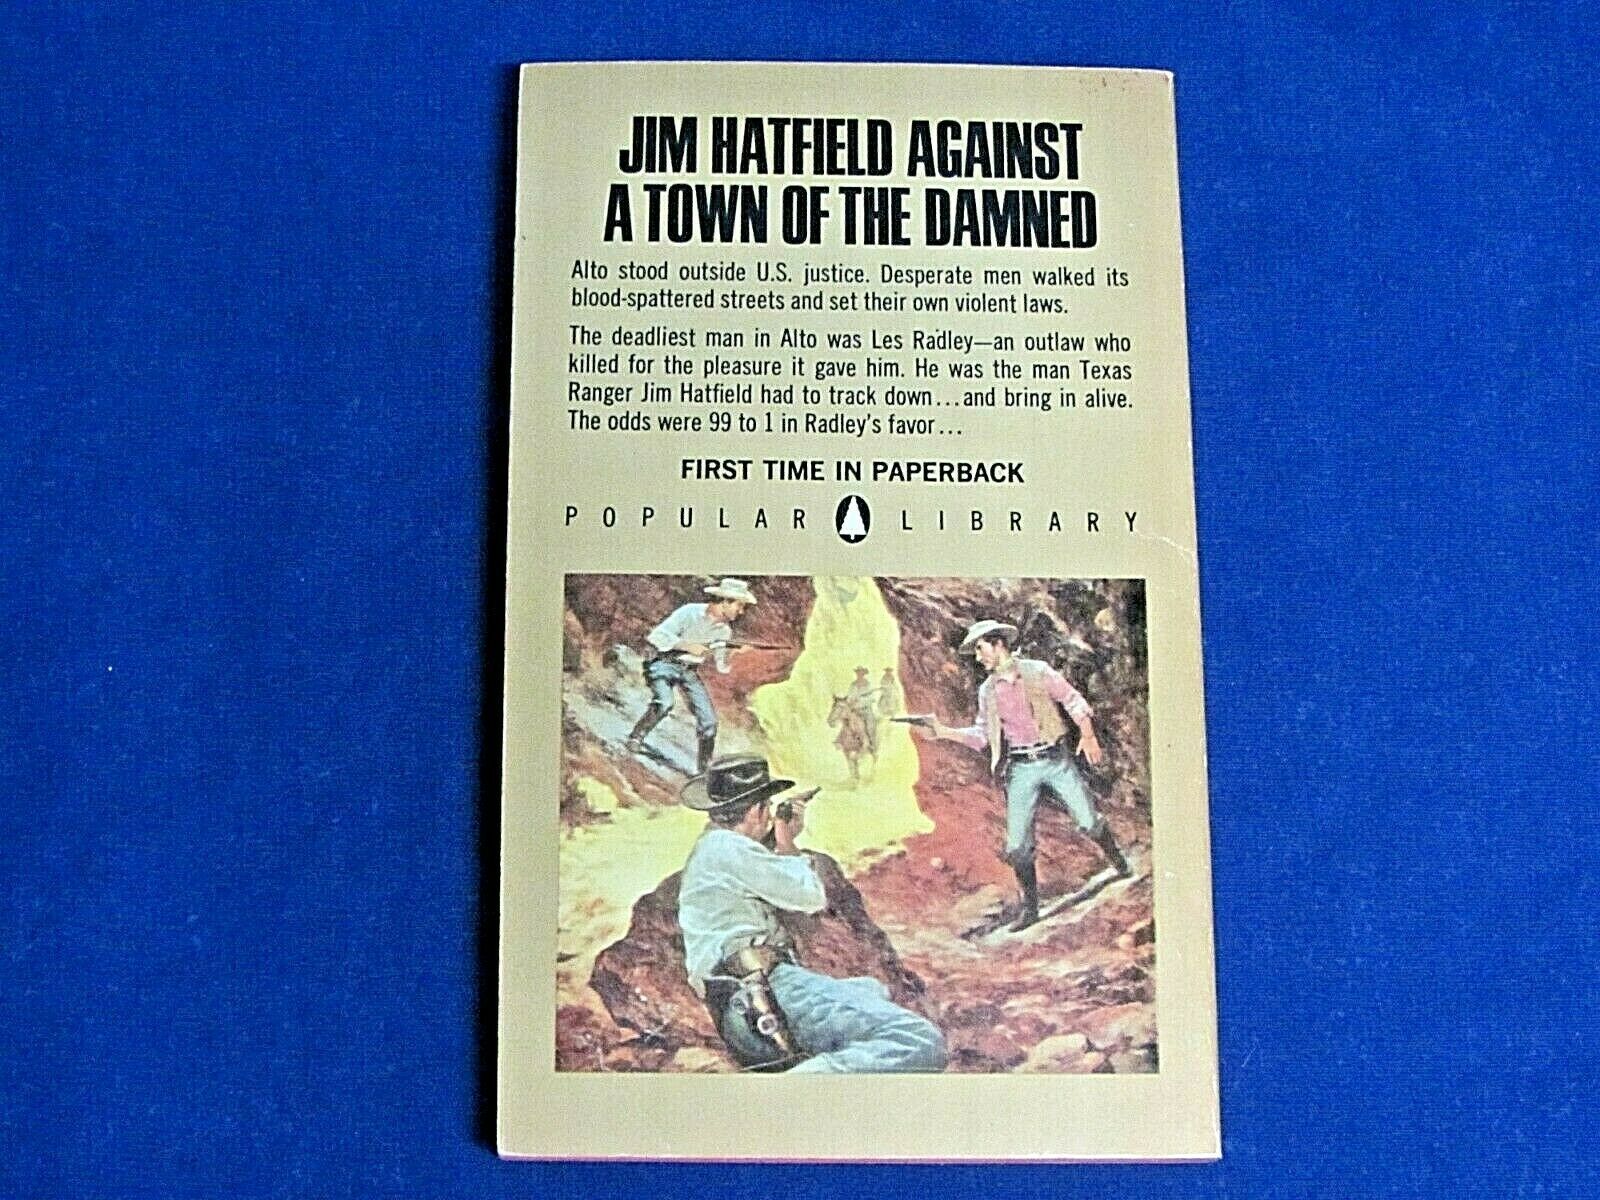 JIM HATFIELD AGAINST
A TOWN OF THE DAMNED
Alto stood outside U.S. justice. Desperate men walked its
blood-spattered streets and set their own violent laws.
The deadliest man in Alto was Les Radley—an outlaw who
killed for the pleasure it gave him. He was the man Texas
Ranger Jim Hatfield had to track down...and bring in alive.
The odds were 99 to 1 in Radley's favor...
FIRST TIME IN PAPERBACK
POPULAR LIBRARY